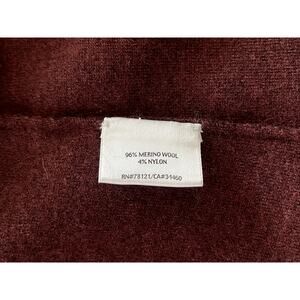 96% MERINO WOOL
4% NYLON
RN#78121/CA#34460